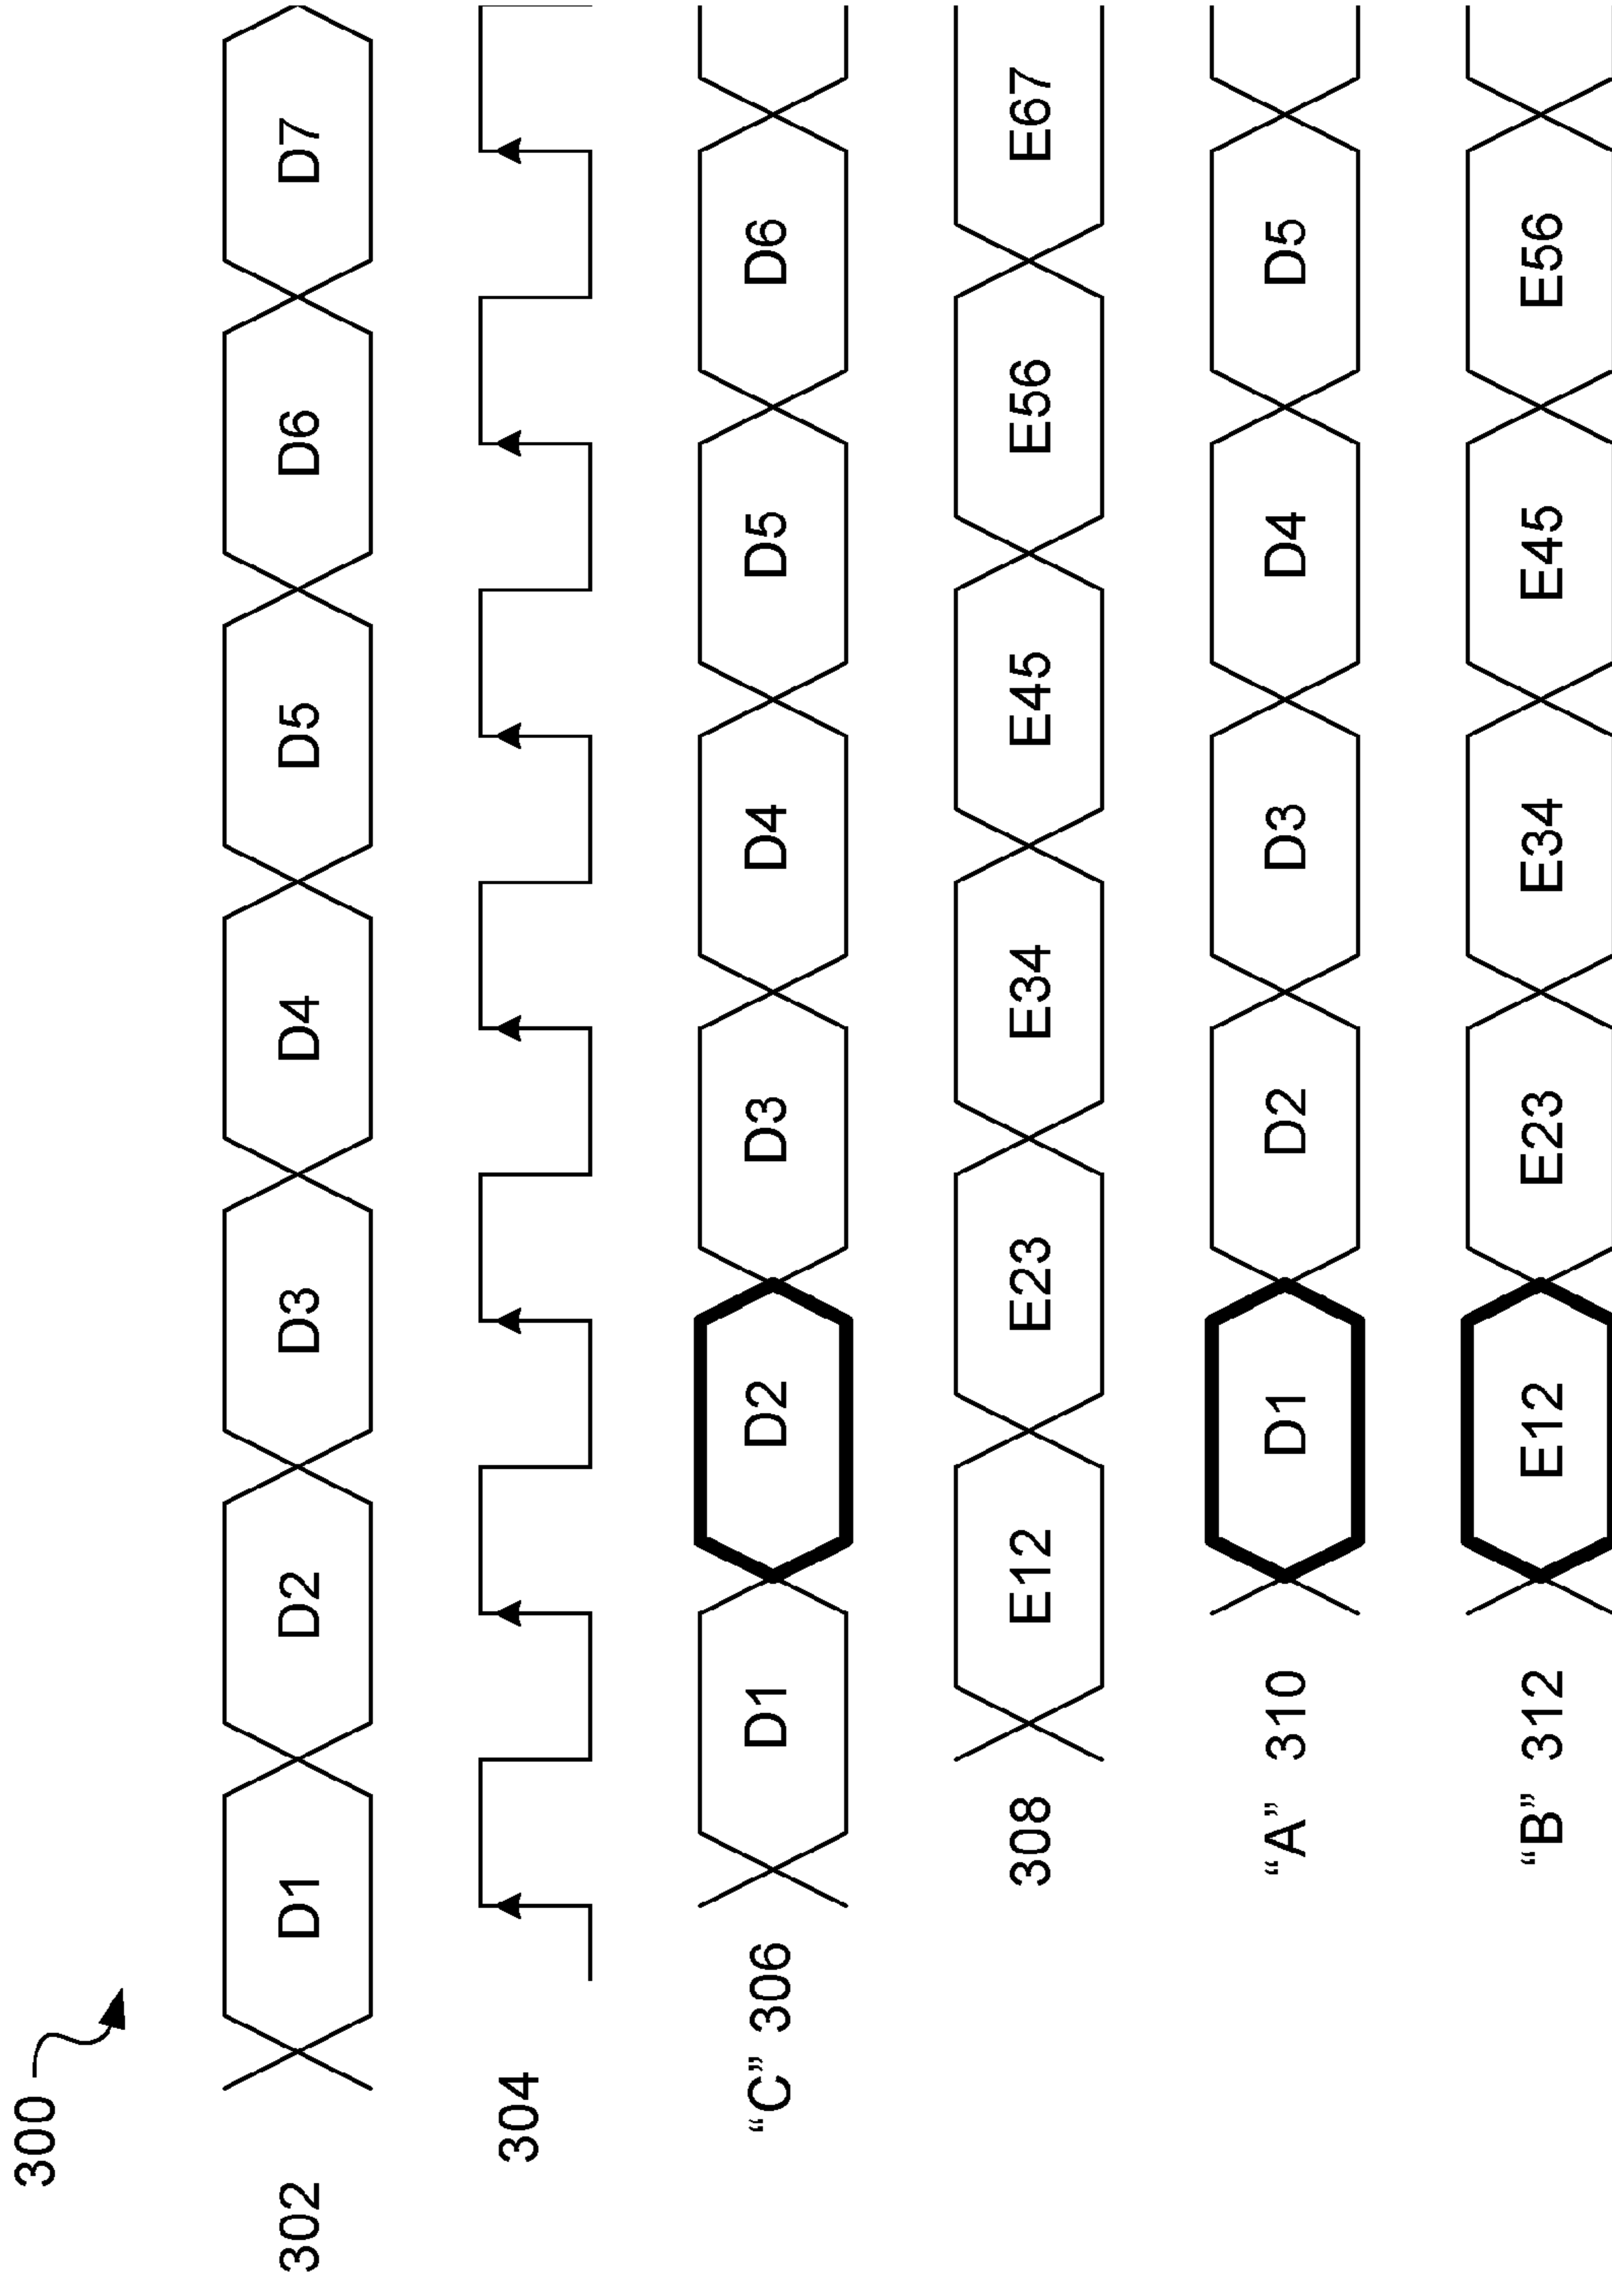 300
302 D1 D2 D3 D4 D5 D6 D7
304
“C” 306 D1 D2 D3 D4 D5 D6
308 E12 E23 E34 E45 E56 E67
“A” 310 D1 D2 D3 D4 D5
“B” 312 E12 E23 E34 E45 E56